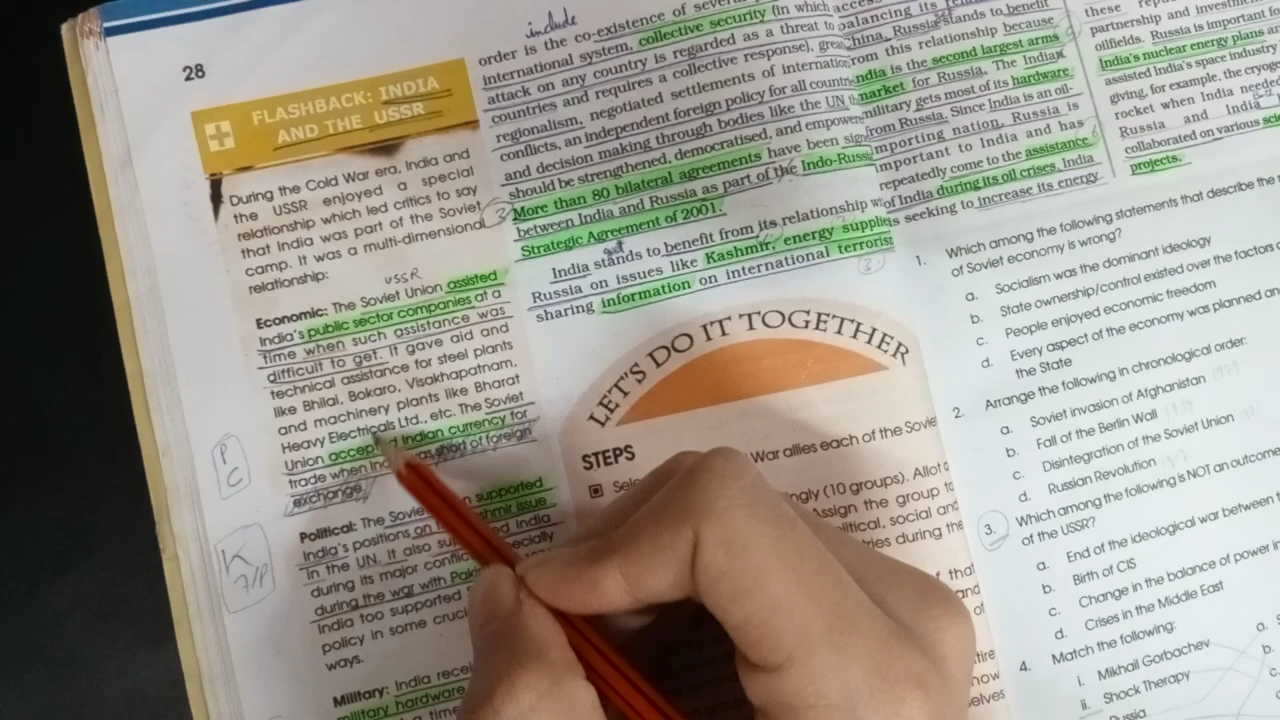 28
FLASHBACK: INDIA
AND THE USSR
During the Cold War era, India and
the USSR enjoyed a special
relationship which led critics to say
that India was part of the Soviet
camp. It was a multi-dimensional
relationship:
USSR
Economic: The Soviet Union assisted
India's public sector companies at a
time when such assistance was
difficult to get. It gave aid and
technical assistance for steel plants
like Bhilai, Bokaro, Visakhapatnam,
and machinery plants like Bharat
Heavy Electricals Ltd., etc. The Soviet
Union Indian currency for
trade when was short of foreign
exchange.
P
C
Political: The supported
India's positions on issue
in the UN. It also India
during its major
during the war with
India too supported
policy in some
ways.
K
7/P
Military: India
military hardware
a time
include
order is the co-existence of
international system, collective security (in which
attack on any country is regarded as a threat to
countries and requires a collective response),
regionalism, negotiated settlements of
conflicts, an independent foreign policy for all
and decision making through bodies like the UN
should be strengthened, democratised, and
More than 80 bilateral agreements have been
between India and Russia as part of the
Strategic Agreement of 2001.
India stands to benefit from its relationship
Russia on issues like Kashmir, energy
sharing information on international
LET'S DO IT TOGETHER
STEPS
War allies each of the
(10 groups).
Assign the group to
social and
during the
that
and
of
balancing its
China. Russia stands to benefit
from this relationship because
is the second largest arms
market for Russia. The Indian
military gets most of its hardware
from Russia. Since India is an oil-
importing nation, Russia is
important to India and has
repeatedly come to the assistance
of India during its oil crises. India
is seeking to increase its energy
these
partnership and
oilfields. Russia is important
India's nuclear energy plans
assisted India's space industry
giving, for example, the
rocket when India
Russia and India
collaborated on various
projects.
1. Which among the following statements that describe the
of Soviet economy is wrong?
a. Socialism was the dominant ideology
b. State ownership/control existed over the factors
c. People enjoyed economic freedom
d. Every aspect of the economy was planned
the State
2. Arrange the following in chronological order:
a. Soviet invasion of Afghanistan 1979
b. Fall of the Berlin Wall 1989
c. Disintegration of the Soviet Union
d. Russian Revolution
3. Which among the following is NOT an outcome
of the USSR?
a. End of the ideological war between
b. Birth of CIS
c. Change in the balance of power
d. Crises in the Middle East
4. Match the following:
i. Mikhail Gorbachev
ii. Shock Therapy
Russia
a.
b.